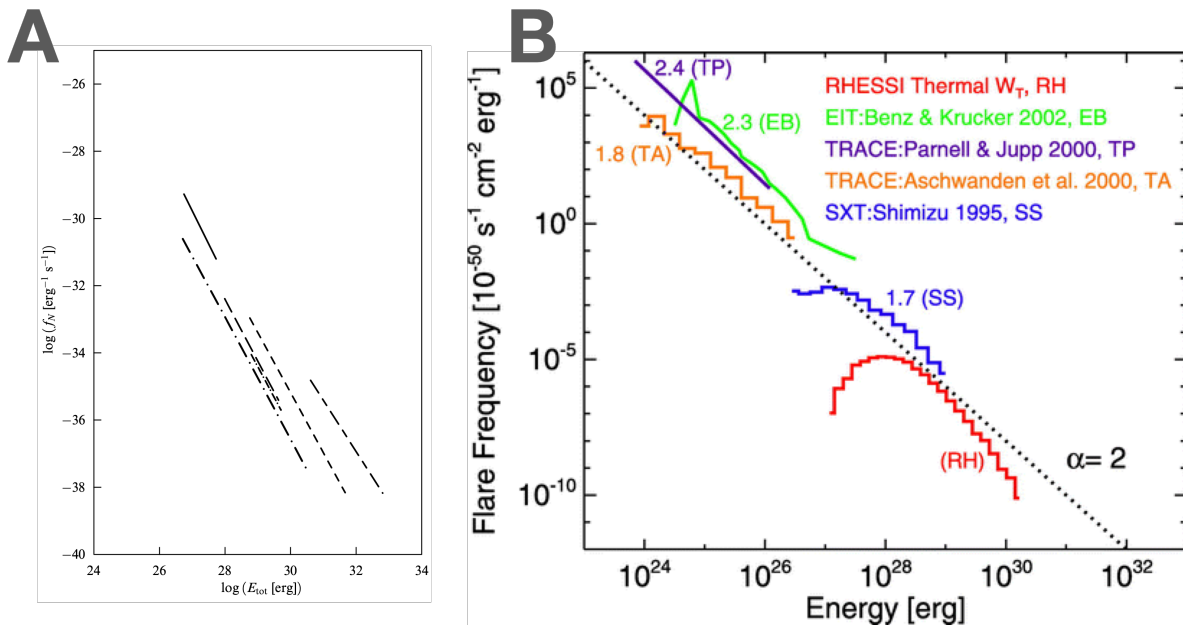 A
−26
−28
−30
−32
−34
−36
−38
−40
log (f_N [erg⁻¹ s⁻¹])
24
26
28
30
32
34
log (E_tot [erg])
B
Flare Frequency [10⁻⁵⁰ s⁻¹ cm⁻² erg⁻¹]
10⁵
10⁰
10⁻⁵
10⁻¹⁰
2.4 (TP)
2.3 (EB)
1.8 (TA)
1.7 (SS)
(RH)
RHESSI Thermal W_T, RH
EIT:Benz & Krucker 2002, EB
TRACE:Parnell & Jupp 2000, TP
TRACE:Aschwanden et al. 2000, TA
SXT:Shimizu 1995, SS
α= 2
10²⁴
10²⁶
10²⁸
10³⁰
10³²
Energy [erg]